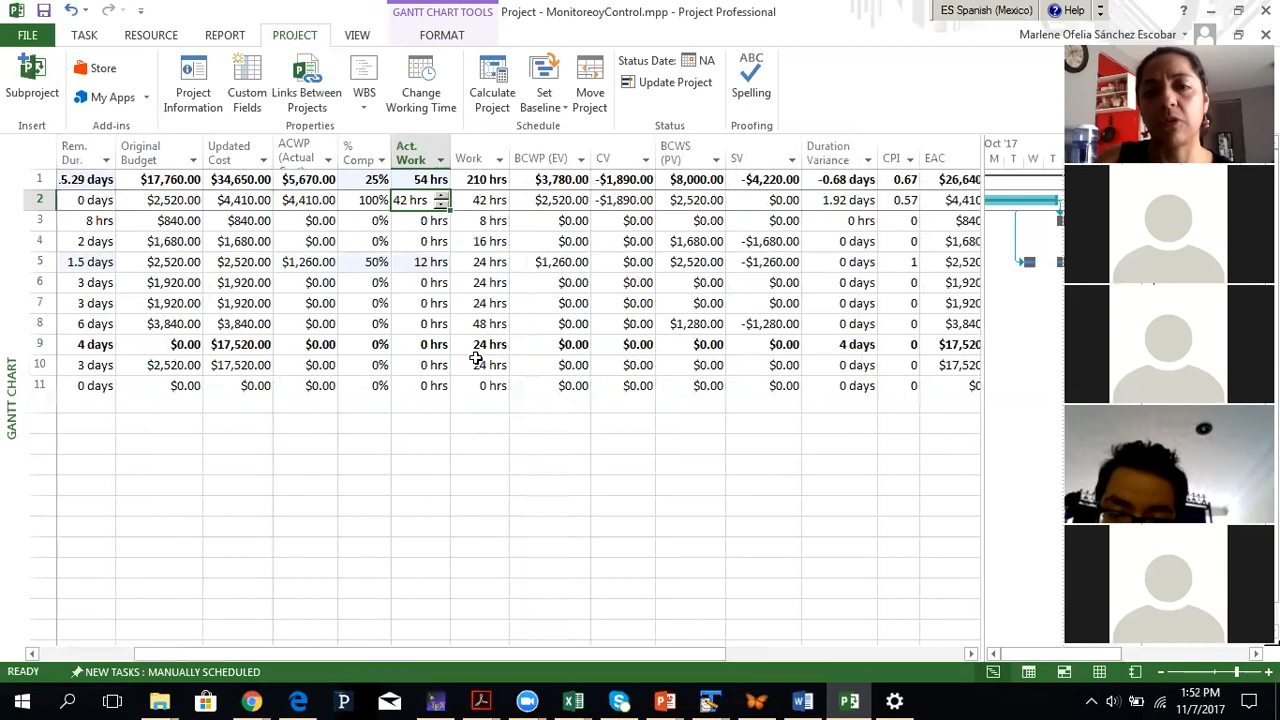 GANTT CHART TOOLS
Project - MonitoreoyControl.mpp - Project Professional
ES Spanish (Mexico)
? Help
?
FILE TASK RESOURCE REPORT PROJECT VIEW FORMAT
Marlene Ofelia Sánchez Escobar
Subproject
Store
My Apps
Project Information
Custom Fields
Links Between Projects
WBS
Change Working Time
Calculate Project
Set Baseline
Move Project
Status Date: NA
Update Project
ABC
Spelling
Insert Add-ins Properties Schedule Status Proofing
Oct '17
Rem. Dur. Original Budget Updated Cost ACWP (Actual % Comp Act. Work Work BCWP (EV) CV BCWS (PV) SV Duration Variance CPI EAC M T W T
1 .5.29 days $17,760.00 $34,650.00 $5,670.00 25% 54 hrs 210 hrs $3,780.00 -$1,890.00 $8,000.00 -$4,220.00 -0.68 days 0.67 $26,640
2 0 days $2,520.00 $4,410.00 $4,410.00 100% 42 hrs 42 hrs $2,520.00 -$1,890.00 $2,520.00 $0.00 1.92 days 0.57 $4,410
3 8 hrs $840.00 $840.00 $0.00 0% 0 hrs 8 hrs $0.00 $0.00 $0.00 $0.00 0 hrs 0 $840
4 2 days $1,680.00 $1,680.00 $0.00 0% 0 hrs 16 hrs $0.00 $0.00 $1,680.00 -$1,680.00 0 days 0 $1,680
5 1.5 days $2,520.00 $2,520.00 $1,260.00 50% 12 hrs 24 hrs $1,260.00 $0.00 $2,520.00 -$1,260.00 0 days 1 $2,520
6 3 days $1,920.00 $1,920.00 $0.00 0% 0 hrs 24 hrs $0.00 $0.00 $0.00 $0.00 0 days 0 $1,920
7 3 days $1,920.00 $1,920.00 $0.00 0% 0 hrs 24 hrs $0.00 $0.00 $0.00 $0.00 0 days 0 $1,920
8 6 days $3,840.00 $3,840.00 $0.00 0% 0 hrs 48 hrs $0.00 $0.00 $1,280.00 -$1,280.00 0 days 0 $3,840
9 4 days $0.00 $17,520.00 $0.00 0% 0 hrs 24 hrs $0.00 $0.00 $0.00 $0.00 4 days 0 $17,520
10 3 days $2,520.00 $17,520.00 $0.00 0% 0 hrs 24 hrs $0.00 $0.00 $0.00 $0.00 0 days 0 $17,520
11 0 days $0.00 $0.00 $0.00 0% 0 hrs 0 hrs $0.00 $0.00 $0.00 $0.00 0 days 0 $0
GANTT CHART
READY NEW TASKS : MANUALLY SCHEDULED
1:52 PM
11/7/2017